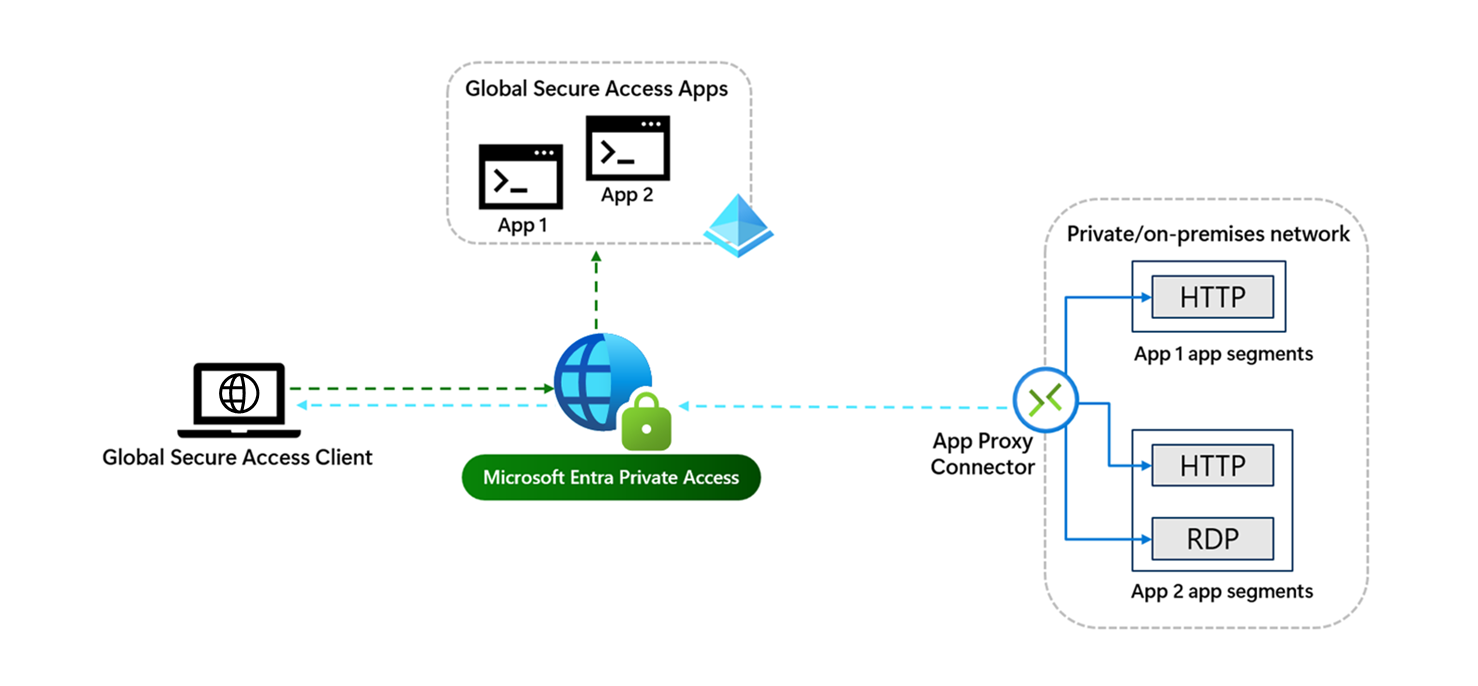 Global Secure Access Apps
App 2
App 1
Private/on-premises network
HTTP
App 1 app segments
Global Secure Access Client
Microsoft Entra Private Access
App Proxy
Connector
HTTP
RDP
App 2 app segments